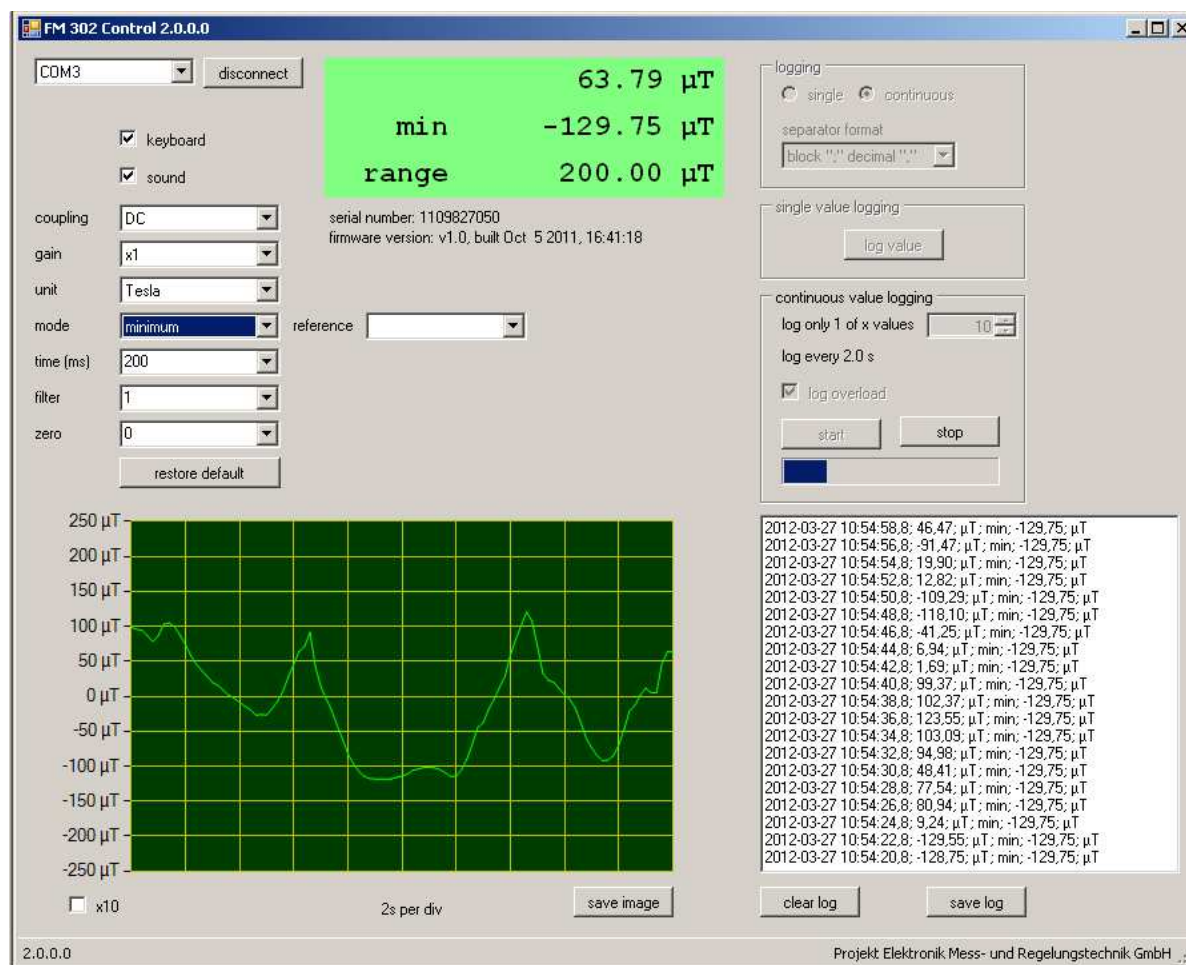 FM 302 Control 2.0.0.0
COM3
disconnect
keyboard
sound
63.79 µT
min -129.75 µT
range 200.00 µT
serial number: 1109827050
firmware version: v1.0, built Oct 5 2011, 16:41:18
coupling DC
gain x1
unit Tesla
mode minimum
reference
time (ms) 200
filter 1
zero 0
restore default
logging
single continuous
separator format
block ";" decimal ","
single value logging
log value
continuous value logging
log only 1 of x values 10
log every 2.0 s
log overload
start stop
250 µT
200 µT
150 µT
100 µT
50 µT
0 µT
-50 µT
-100 µT
-150 µT
-200 µT
-250 µT
x10
2s per div
save image
2012-03-27 10:54:58,8; 46,47; µT; min; -129,75; µT
2012-03-27 10:54:56,8; -91,47; µT; min; -129,75; µT
2012-03-27 10:54:54,8; 19,90; µT; min; -129,75; µT
2012-03-27 10:54:52,8; 12,82; µT; min; -129,75; µT
2012-03-27 10:54:50,8; -109,29; µT; min; -129,75; µT
2012-03-27 10:54:48,8; -118,10; µT; min; -129,75; µT
2012-03-27 10:54:46,8; -41,25; µT; min; -129,75; µT
2012-03-27 10:54:44,8; 6,94; µT; min; -129,75; µT
2012-03-27 10:54:42,8; 1,69; µT; min; -129,75; µT
2012-03-27 10:54:40,8; 99,37; µT; min; -129,75; µT
2012-03-27 10:54:38,8; 102,37; µT; min; -129,75; µT
2012-03-27 10:54:36,8; 123,55; µT; min; -129,75; µT
2012-03-27 10:54:34,8; 103,09; µT; min; -129,75; µT
2012-03-27 10:54:32,8; 94,98; µT; min; -129,75; µT
2012-03-27 10:54:30,8; 48,41; µT; min; -129,75; µT
2012-03-27 10:54:28,8; 77,54; µT; min; -129,75; µT
2012-03-27 10:54:26,8; 80,94; µT; min; -129,75; µT
2012-03-27 10:54:24,8; 9,24; µT; min; -129,75; µT
2012-03-27 10:54:22,8; -129,55; µT; min; -129,75; µT
2012-03-27 10:54:20,8; -128,75; µT; min; -129,75; µT
clear log
save log
2.0.0.0
Projekt Elektronik Mess- und Regelungstechnik GmbH